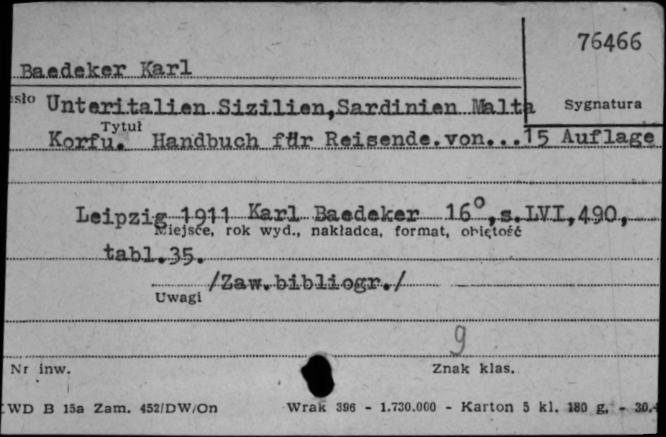 76466
Baedeker Karl
sło Unteritalien Sizilien,Sardinien Malta Sygnatura
Tytuł
Korfu. Handbuch für Reisende.von...15 Auflage
Leipzig 1911 Karl Baedeker 16°,s.LVI,490,
Miejsce, rok wyd., nakładca, format, objętość
tabl.35.
/Zaw.bibliogr./
Uwagi
9
Nr inw. Znak klas.
WD B 15a Zam. 452/DW/On Wrak 396 - 1.730.000 - Karton 5 kl. 180 g. - 30.4